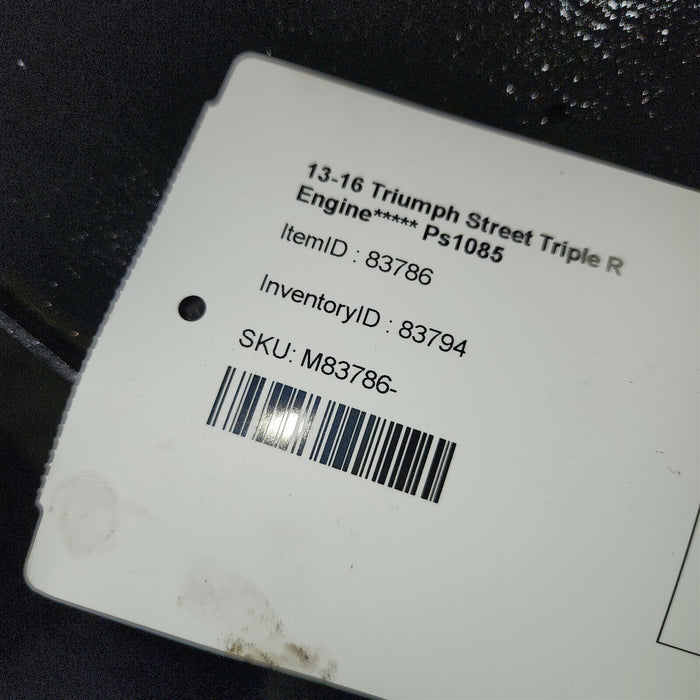 13-16 Triumph Street Triple R
Engine***** Ps1085
ItemID : 83786
InventoryID : 83794
SKU: M83786-